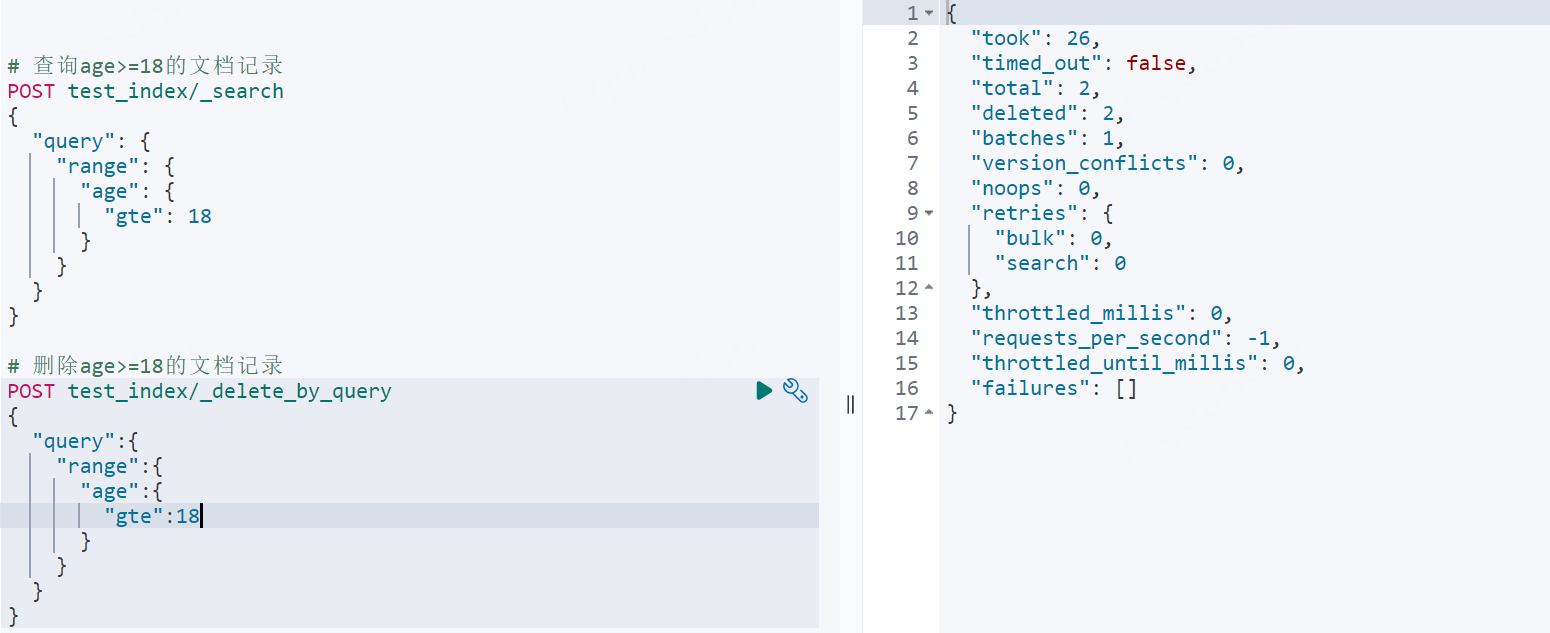 # 查询age>=18的文档记录
POST test_index/_search
{
  "query": {
    "range": {
      "age": {
        "gte": 18
      }
    }
  }
}
# 删除age>=18的文档记录
POST test_index/_delete_by_query
{
  "query":{
    "range":{
      "age":{
        "gte":18
      }
    }
  }
}
1 {
2   "took": 26,
3   "timed_out": false,
4   "total": 2,
5   "deleted": 2,
6   "batches": 1,
7   "version_conflicts": 0,
8   "noops": 0,
9   "retries": {
10     "bulk": 0,
11     "search": 0
12   },
13   "throttled_millis": 0,
14   "requests_per_second": -1,
15   "throttled_until_millis": 0,
16   "failures": []
17 }